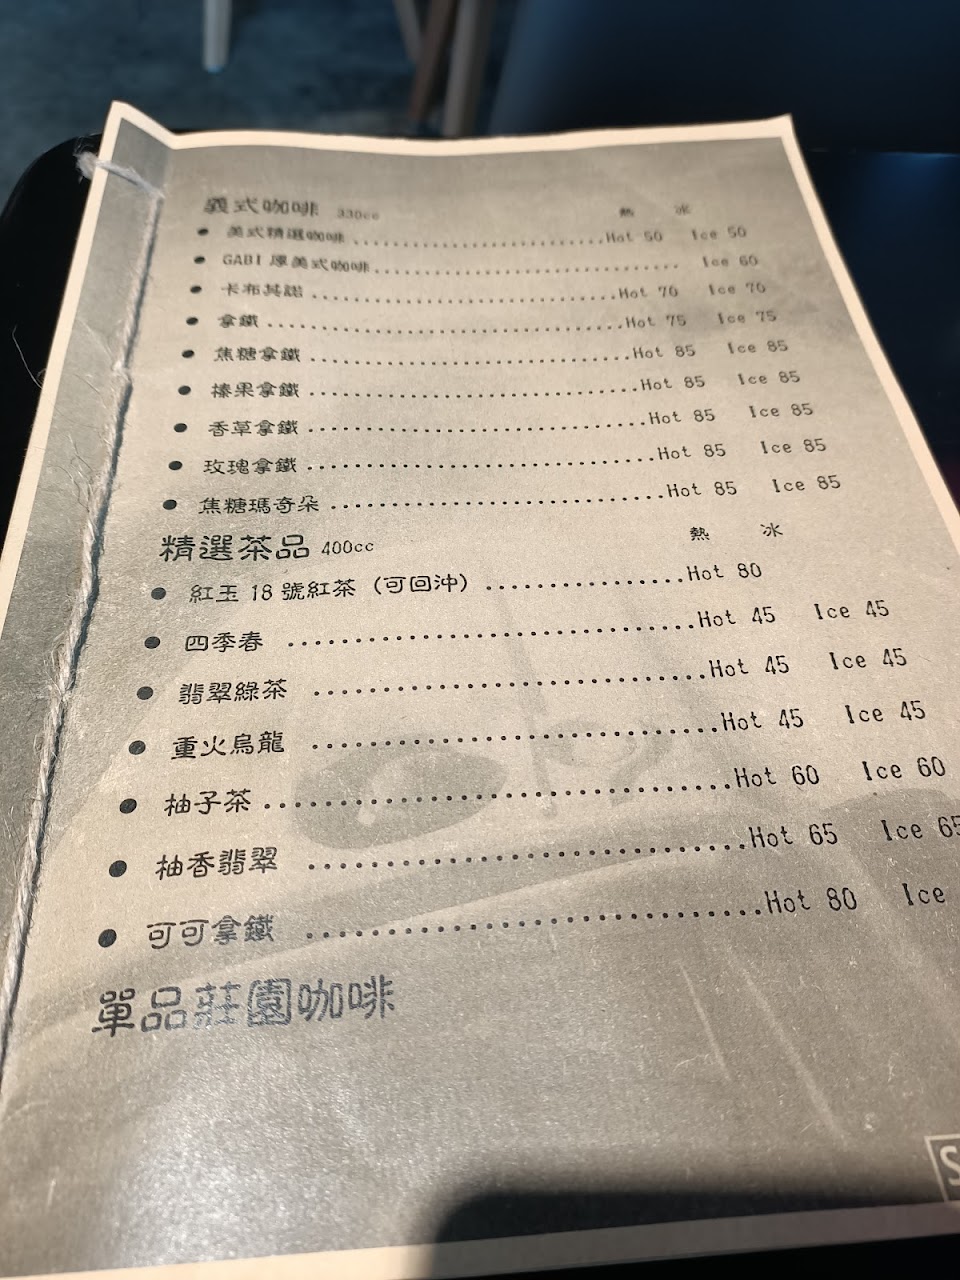 義式咖啡 330cc 熱 冰
● 美式精選咖啡 ........................Hot 50 Ice 50
● GABI 厚美式咖啡 ........................ Ice 60
● 卡布其諾 ........................Hot 70 Ice 70
● 拿鐵 ........................Hot 75 Ice 75
● 焦糖拿鐵 ........................Hot 85 Ice 85
● 榛果拿鐵 ........................Hot 85 Ice 85
● 香草拿鐵 ........................Hot 85 Ice 85
● 玫瑰拿鐵 ........................Hot 85 Ice 85
● 焦糖瑪奇朵 ........................Hot 85 Ice 85
精選茶品 400cc 熱 冰
● 紅玉 18 號紅茶（可回沖） ................Hot 80
● 四季春 ........................Hot 45 Ice 45
● 翡翠綠茶 ........................Hot 45 Ice 45
● 重火烏龍 ........................Hot 45 Ice 45
● 柚子茶 ........................Hot 60 Ice 60
● 柚香翡翠 ........................Hot 65 Ice 65
● 可可拿鐵 ........................Hot 80 Ice
單品莊園咖啡
S